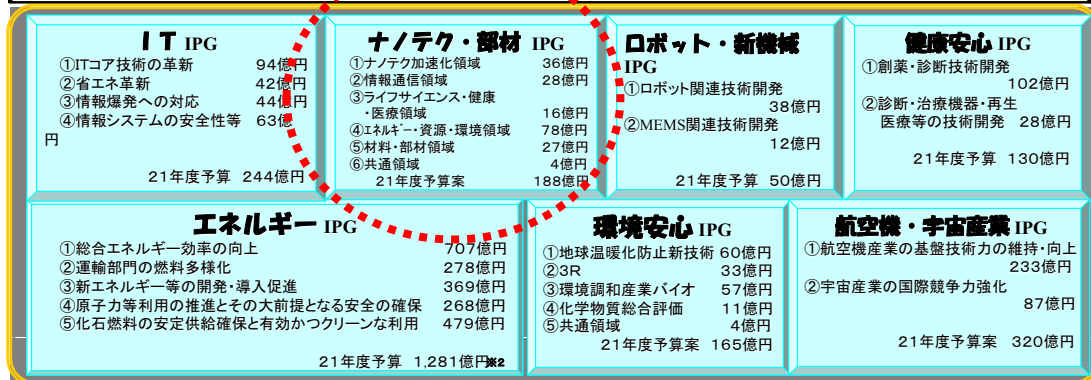 IT IPG
①ITコア技術の革新 94億円
②省エネ革新 42億円
③情報爆発への対応 44億円
④情報システムの安全性等 63億
円
21年度予算 244億円
ナノテク・部材 IPG
①ナノテク加速化領域 36億円
②情報通信領域 28億円
③ライフサイエンス・健康
・医療領域 16億円
④エネルギー・資源・環境領域 78億円
⑤材料・部材領域 27億円
⑥共通領域 4億円
21年度予算案 188億円
ロボット・新機械
IPG
①ロボット関連技術開発
38億円
②MEMS関連技術開発
12億円
21年度予算 50億円
健康安心 IPG
①創薬・診断技術開発
102億円
②診断・治療機器・再生
医療等の技術開発 28億円
21年度予算 130億円
エネルギー IPG
①総合エネルギー効率の向上 707億円
②運輸部門の燃料多様化 278億円
③新エネルギー等の開発・導入促進 369億円
④原子力等利用の推進とその大前提となる安全の確保 268億円
⑤化石燃料の安定供給確保と有効かつクリーンな利用 479億円
21年度予算 1,281億円※2
環境安心 IPG
①地球温暖化防止新技術 60億円
②3R 33億円
③環境調和産業バイオ 57億円
④化学物質総合評価 11億円
⑤共通領域 4億円
21年度予算案 165億円
航空機・宇宙産業 IPG
①航空機産業の基盤技術力の維持・向上
233億円
②宇宙産業の国際競争力強化
87億円
21年度予算案 320億円